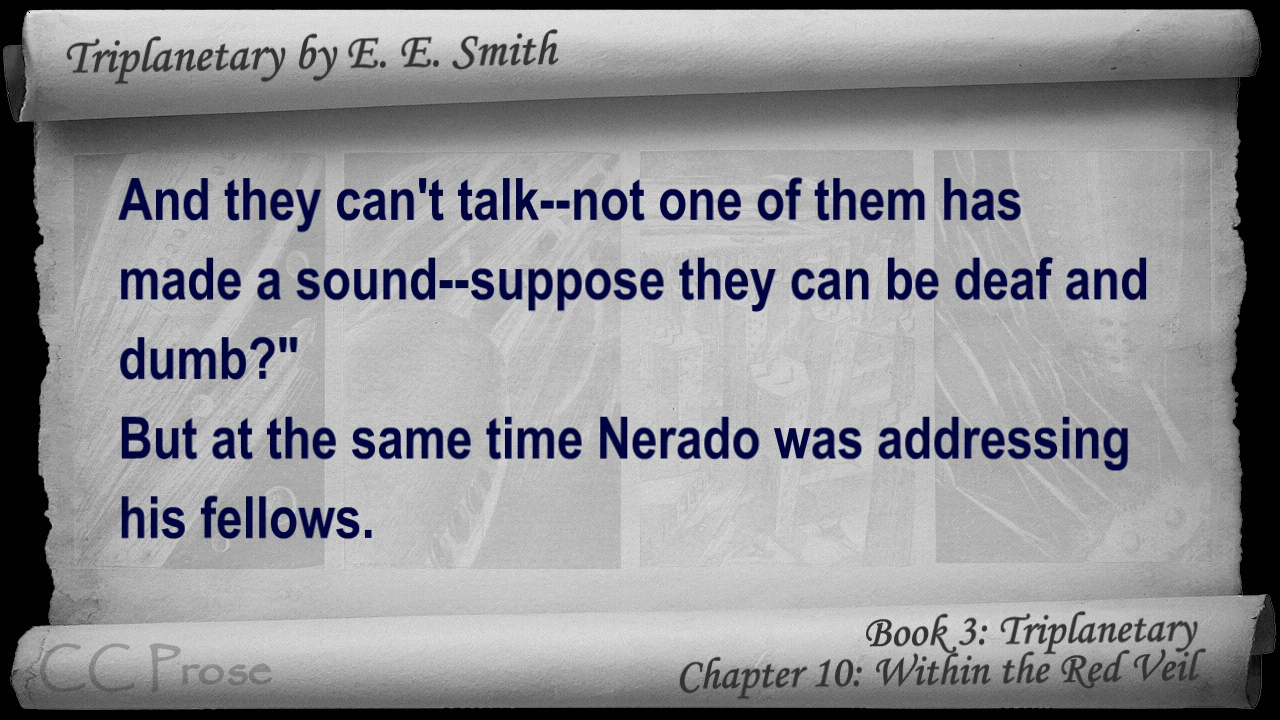 Triplanetary by E. E. Smith
And they can't talk--not one of them has
made a sound--suppose they can be deaf and
dumb?"
But at the same time Nerado was addressing
his fellows.
Book 3: Triplanetary
Chapter 10: Within the Red Veil
CC Prose